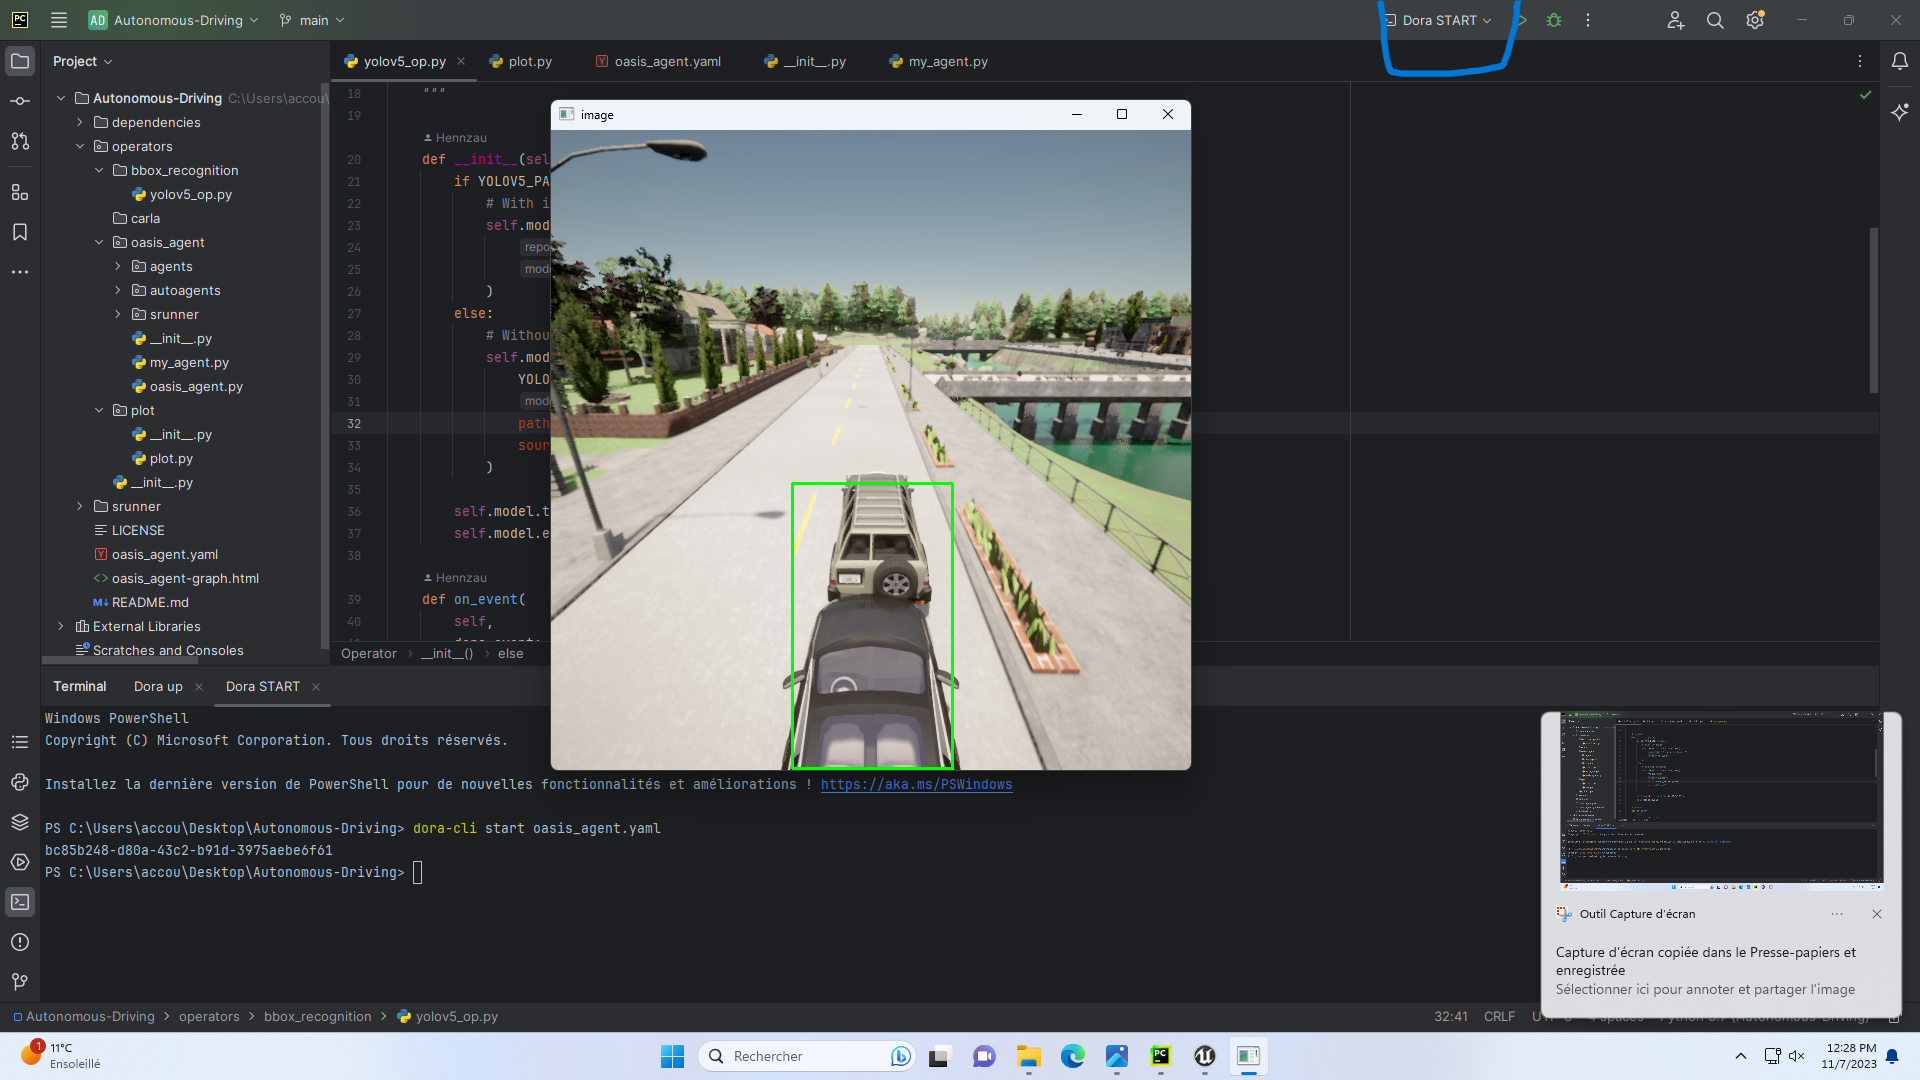 PC
AD Autonomous-Driving
main
Dora START
Project
yolov5_op.py
plot.py
oasis_agent.yaml
__init__.py
my_agent.py
Autonomous-Driving C:\Users\accou\
dependencies
operators
bbox_recognition
yolov5_op.py
carla
oasis_agent
agents
autoagents
srunner
__init__.py
my_agent.py
oasis_agent.py
plot
__init__.py
plot.py
__init__.py
srunner
LICENSE
oasis_agent.yaml
oasis_agent-graph.html
README.md
External Libraries
Scratches and Consoles
18 """
19
Hennzau
20 def __init__(sel
21 if YOLOV5_PA
22 # With i
23 self.mod
24 repo
25 mode
26 )
27 else:
28 # Withou
29 self.mod
30 YOLO
31 mode
32 path
33 sour
34 )
35
36 self.model.t
37 self.model.e
38
Hennzau
39 def on_event(
40 self,
Operator › __init__() › else
image
Terminal
Dora up
Dora START
Windows PowerShell
Copyright (C) Microsoft Corporation. Tous droits réservés.
Installez la dernière version de PowerShell pour de nouvelles fonctionnalités et améliorations ! https://aka.ms/PSWindows
PS C:\Users\accou\Desktop\Autonomous-Driving> dora-cli start oasis_agent.yaml
bc85b248-d80a-43c2-b91d-3975aebe6f61
PS C:\Users\accou\Desktop\Autonomous-Driving>
Outil Capture d'écran
Capture d'écran copiée dans le Presse-papiers et
enregistrée
Sélectionner ici pour annoter et partager l'image
Autonomous-Driving › operators › bbox_recognition › yolov5_op.py
32:41 CRLF
1
11°C
Ensoleillé
Rechercher
PC
12:28 PM
11/7/2023